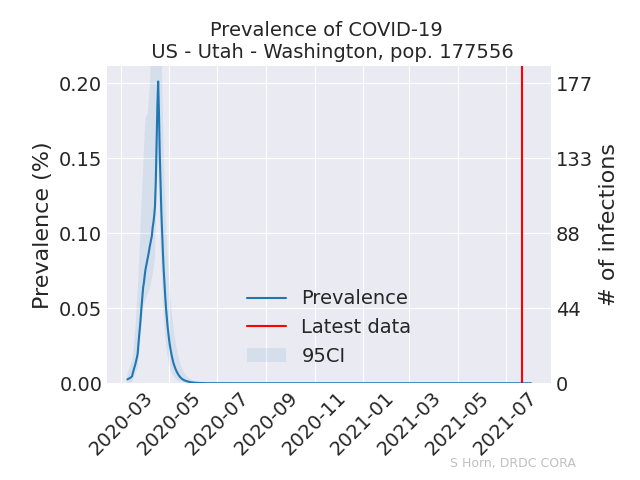 Prevalence of COVID-19
US - Utah - Washington, pop. 177556
Prevalence (%)
0.20
0.15
0.10
0.05
0.00
177
133
88
44
0
# of infections
Prevalence
Latest data
95CI
2020-03
2020-05
2020-07
2020-09
2020-11
2021-01
2021-03
2021-05
2021-07
S Horn, DRDC CORA